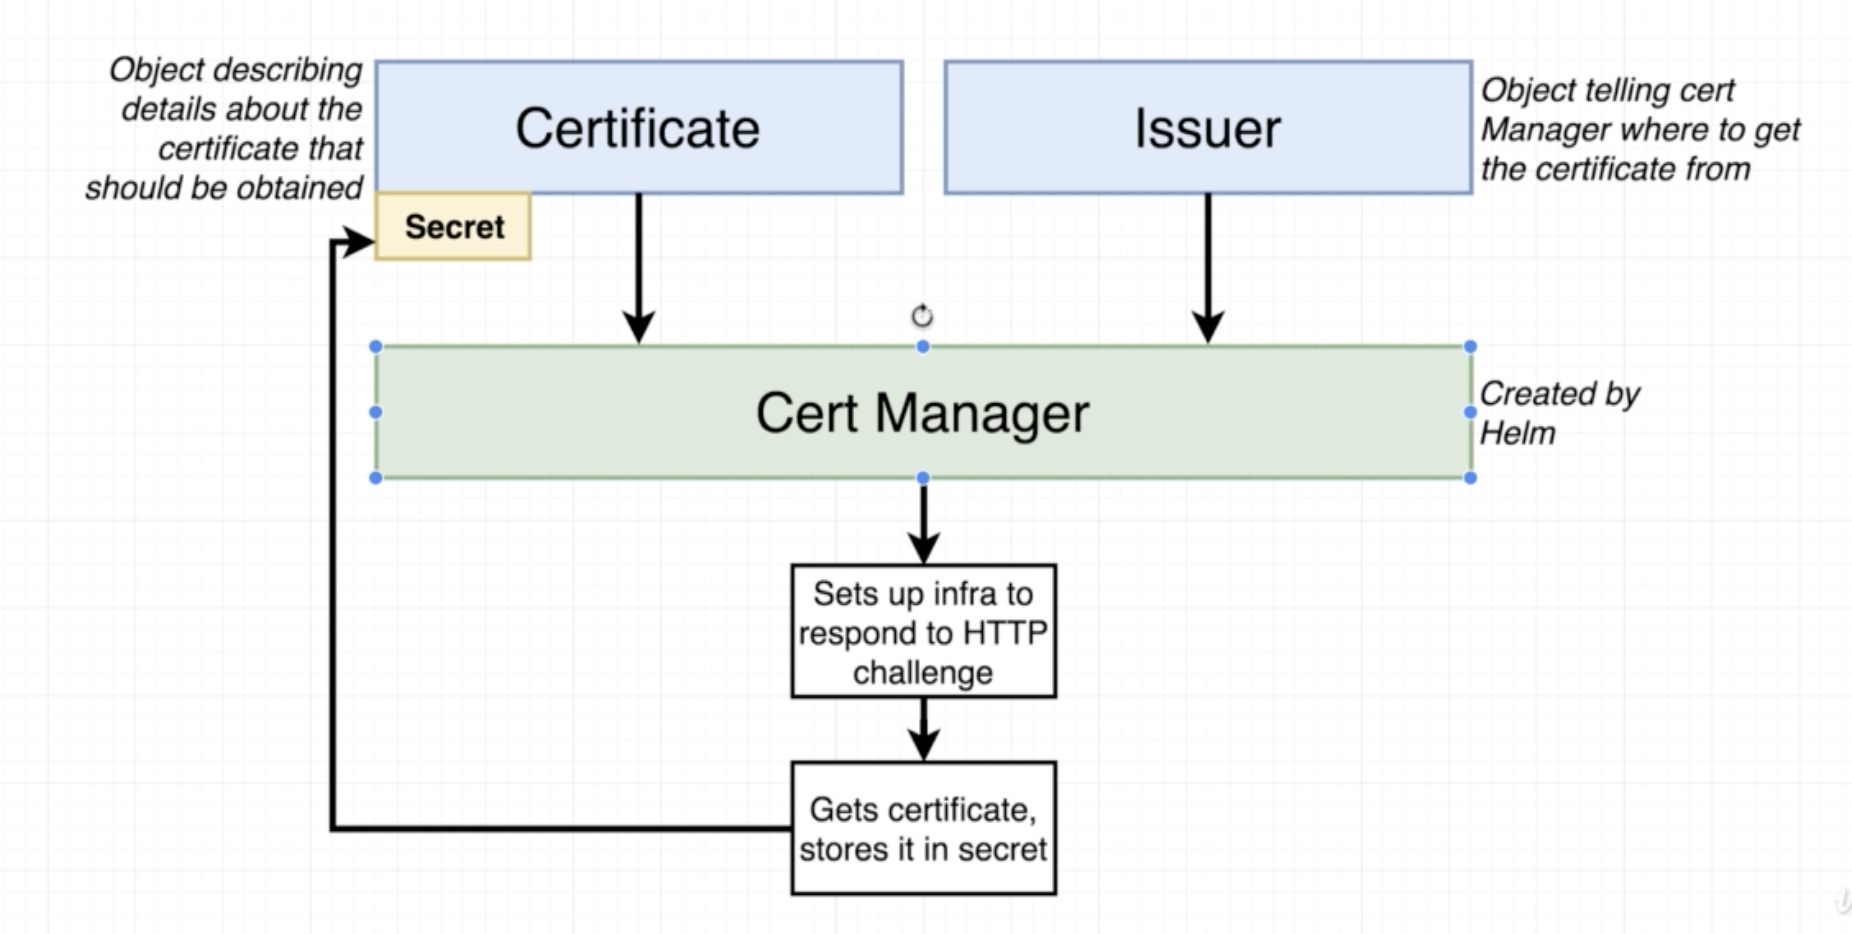 Object describing
details about the
certificate that
should be obtained
Certificate
Issuer
Object telling cert
Manager where to get
the certificate from
Secret
Cert Manager
Created by
Helm
Sets up infra to
respond to HTTP
challenge
Gets certificate,
stores it in secret